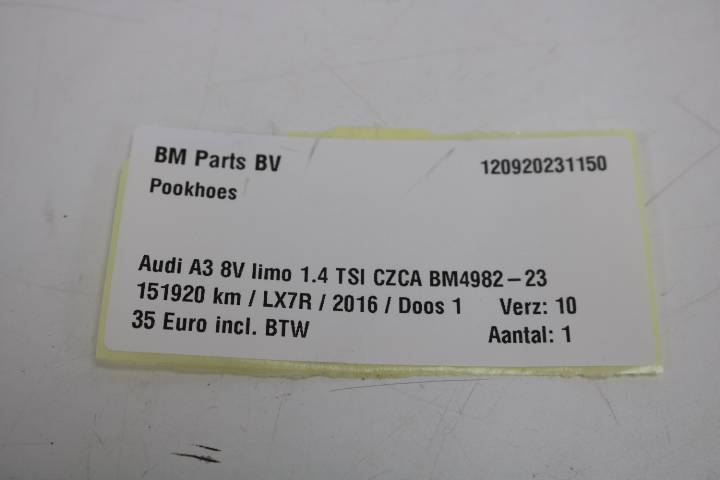 BM Parts BV 120920231150
Pookhoes
Audi A3 8V limo 1.4 TSI CZCA BM4982-23
151920 km / LX7R / 2016 / Doos 1 Verz: 10
35 Euro incl. BTW Aantal: 1